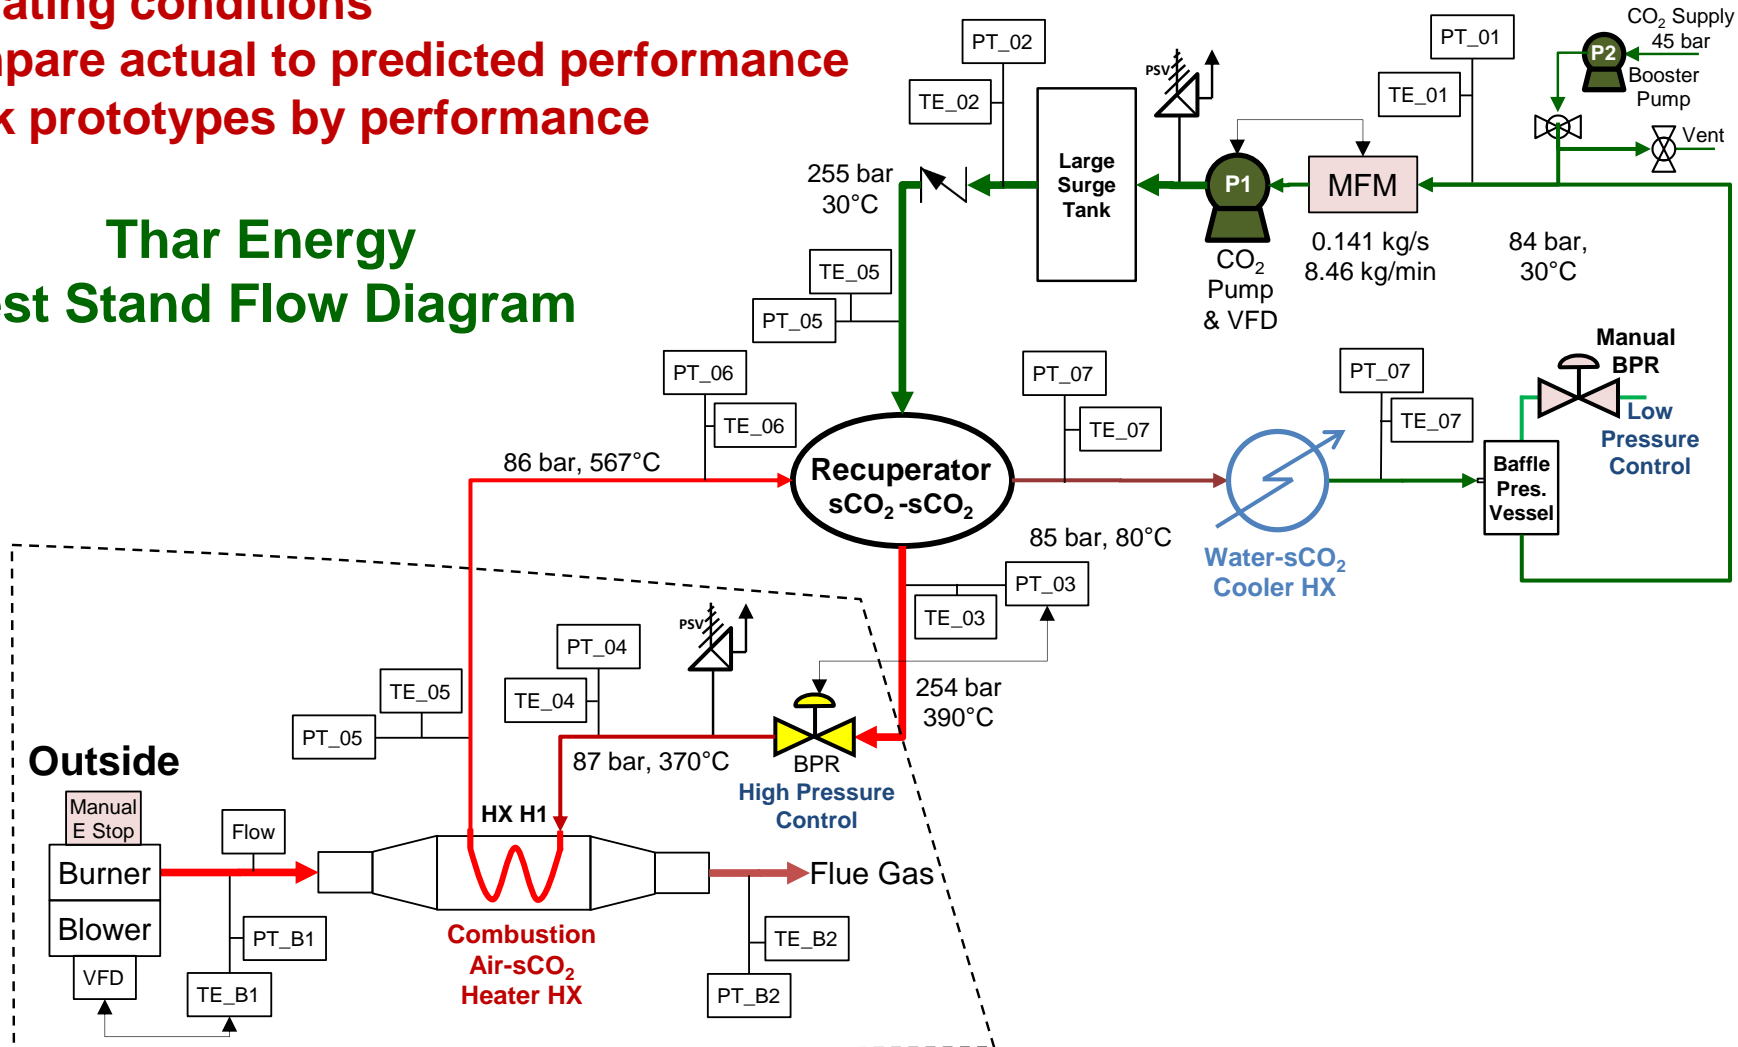 ating conditions
pare actual to predicted performance
k prototypes by performance
Thar Energy
est Stand Flow Diagram
PT_02
TE_02
PSV
PT_01
TE_01
CO₂ Supply
45 bar
P2
Booster
Pump
Vent
255 bar
30°C
Large
Surge
Tank
P1
CO₂
Pump
& VFD
MFM
0.141 kg/s
8.46 kg/min
84 bar,
30°C
TE_05
PT_05
PT_06
TE_06
PT_07
TE_07
PT_07
TE_07
Manual
BPR
Low
Pressure
Control
86 bar, 567°C
Recuperator
sCO₂ -sCO₂
85 bar, 80°C
Water-sCO₂
Cooler HX
Baffle
Pres.
Vessel
PT_03
TE_03
254 bar
390°C
PSV
PT_04
TE_04
TE_05
PT_05
87 bar, 370°C
BPR
High Pressure
Control
Outside
Manual
E Stop
Burner
Blower
VFD
Flow
PT_B1
TE_B1
HX H1
Combustion
Air-sCO₂
Heater HX
Flue Gas
TE_B2
PT_B2